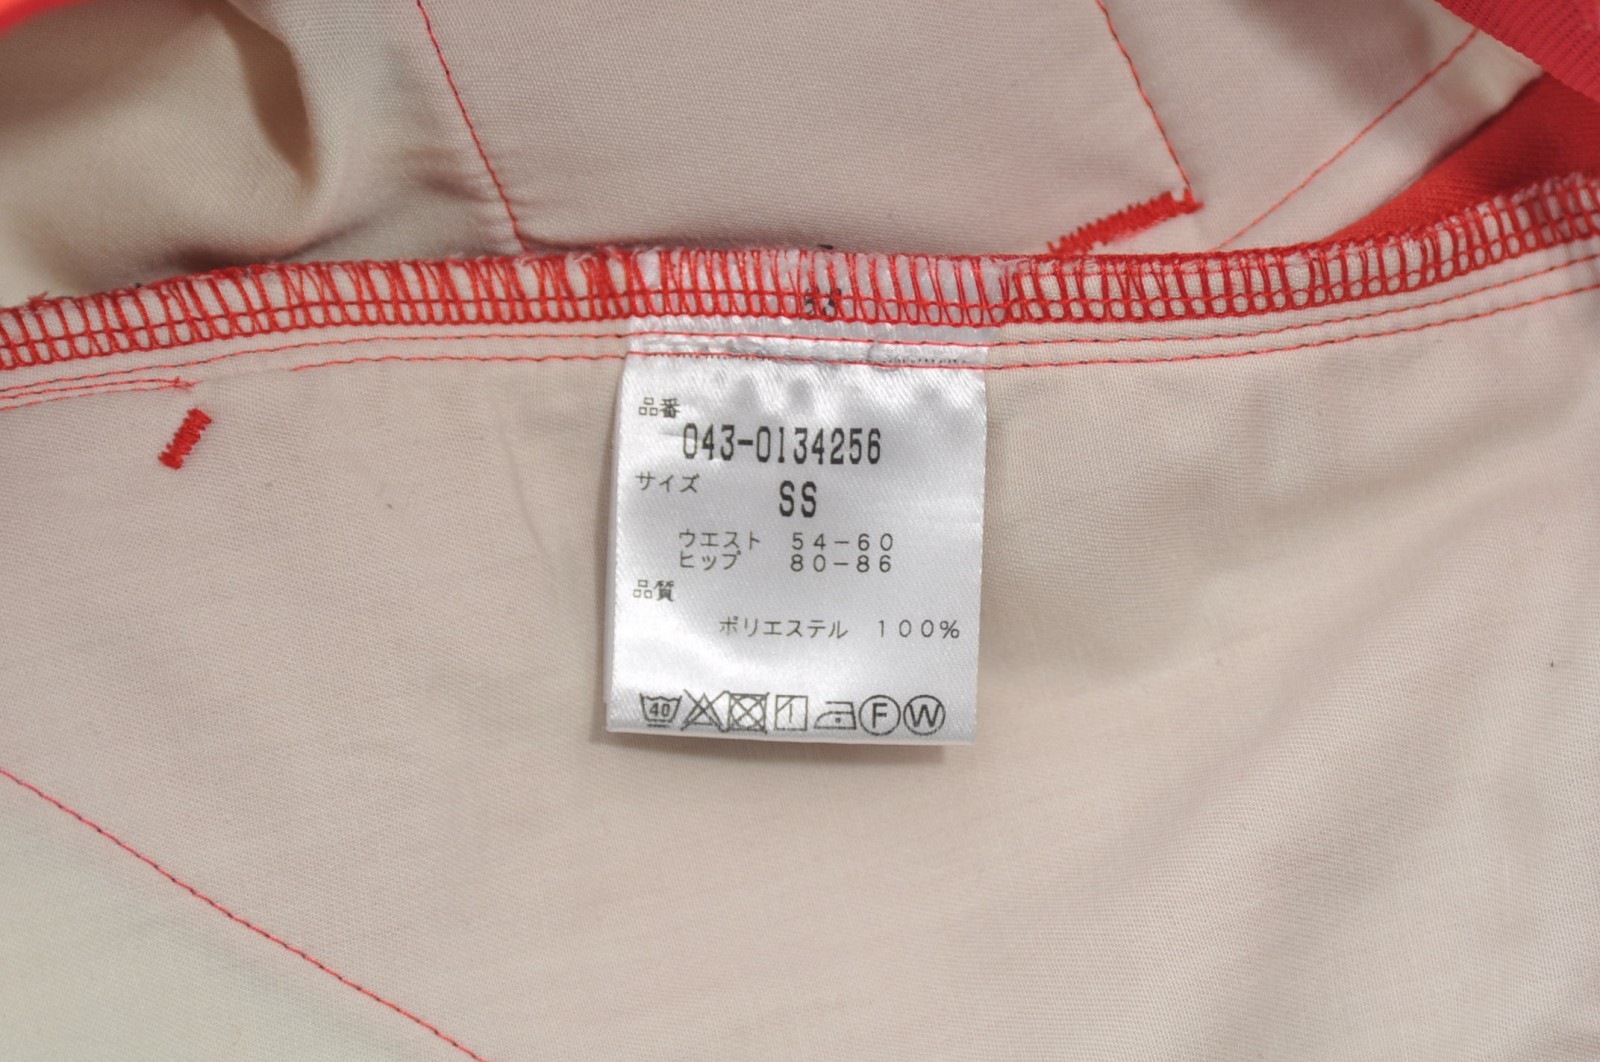 品番
043-0134256
サイズ
SS
ウエスト 54-60
ヒップ 80-86
品質
ポリエステル 100%
40 F W